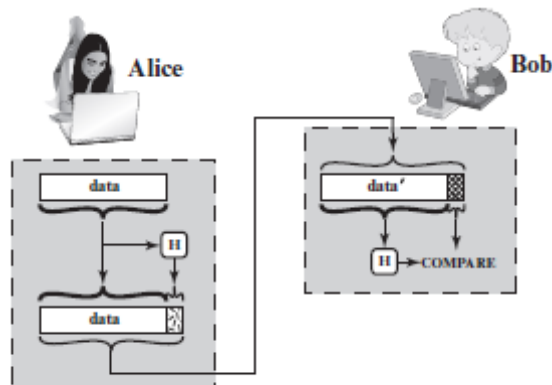 Alice
Bob
data
H
data
data′
H
COMPARE